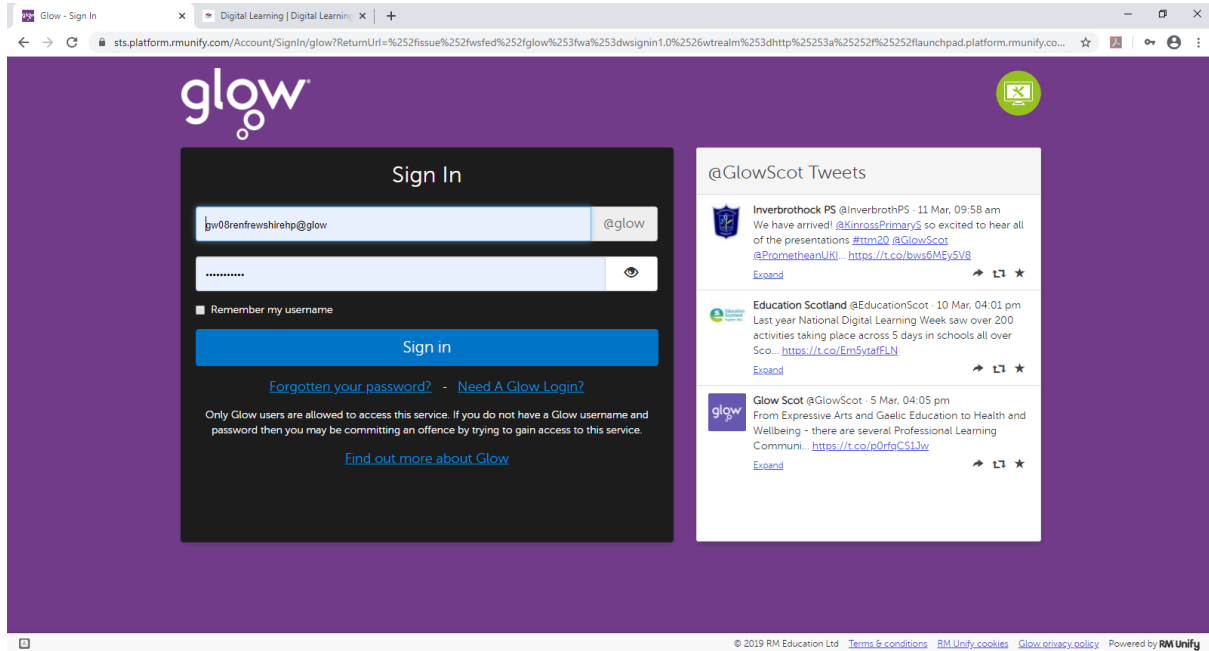 Glow - Sign In
Digital Learning | Digital Learning
sts.platform.rmunify.com/Account/SignIn/glow?ReturnUrl=%252fissue%252fwsfed%252fglow%253fwa%253dwsignin1.0%2526wtrealm%253dhttp%25253a%25252f%25252flaunchpad.platform.rmunify.co...
glow
Sign In
gw08renfrewshirehp@glow
@glow
Remember my username
Sign in
Forgotten your password? - Need A Glow Login?
Only Glow users are allowed to access this service. If you do not have a Glow username and
password then you may be committing an offence by trying to gain access to this service.
Find out more about Glow
@GlowScot Tweets
Inverbrothock PS @InverbrothPS · 11 Mar, 09:58 am
We have arrived! @KinrossPrimaryS so excited to hear all
of the presentations #ttm20 @GlowScot
@PrometheanUKI... https://t.co/bws6MEy5V8
Expand
Education Scotland @EducationScot · 10 Mar, 04:01 pm
Last year National Digital Learning Week saw over 200
activities taking place across 5 days in schools all over
Sco... https://t.co/Em5ytafFLN
Expand
glow
Glow Scot @GlowScot · 5 Mar, 04:05 pm
From Expressive Arts and Gaelic Education to Health and
Wellbeing - there are several Professional Learning
Communi... https://t.co/p0rfqCS1Jw
Expand
© 2019 RM Education Ltd Terms & conditions RM Unify cookies Glow privacy policy Powered by RM Unify